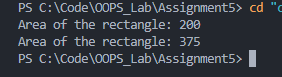 PS C:\Code\OOPS_Lab\Assignment5> cd "c
Area of the rectangle: 200
Area of the rectangle: 375
PS C:\Code\OOPS_Lab\Assignment5>